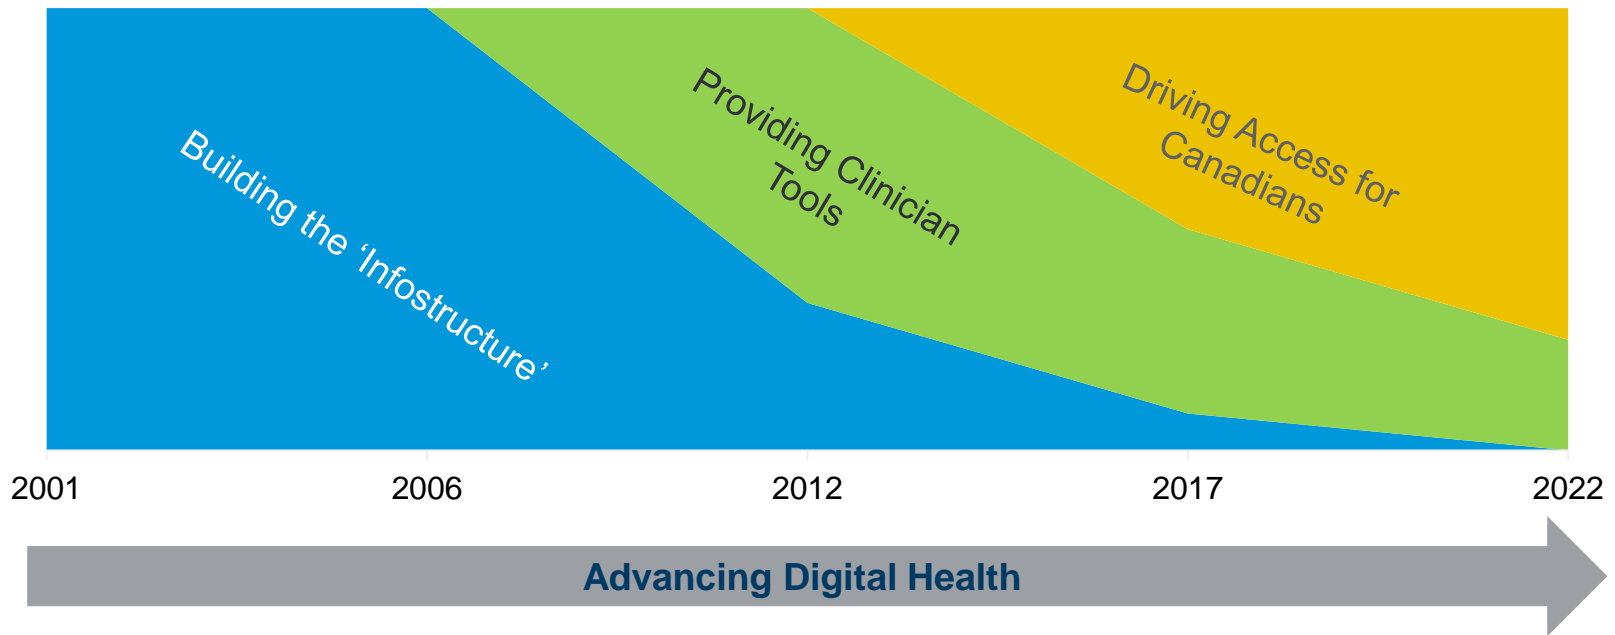 Building the ‘Infostructure’
Providing Clinician
Tools
Driving Access for
Canadians
2001 2006 2012 2017 2022
Advancing Digital Health